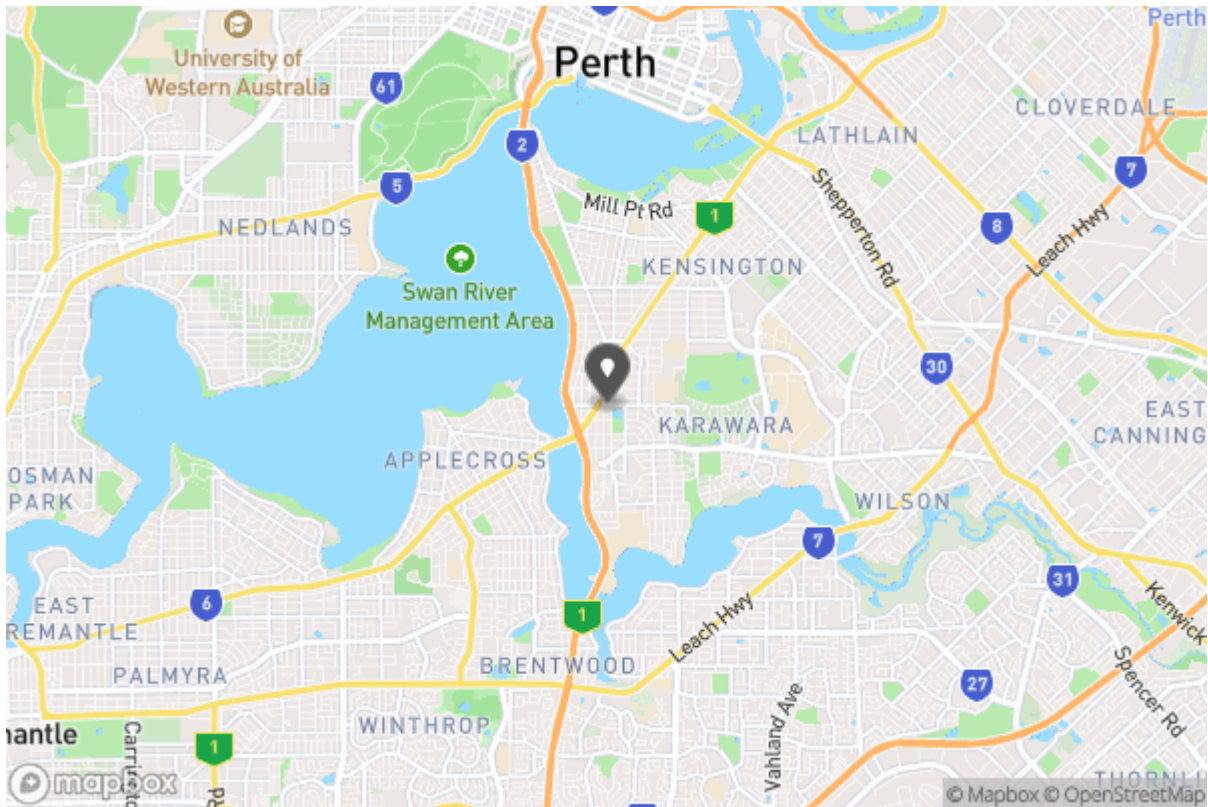 University of
Western Australia
61
Perth
Perth
CLOVERDALE
LATHLAIN
2
7
5
Mill Pt Rd
1
NEDLANDS
8
Shepperton Rd
Leach Hwy
KENSINGTON
Swan River
Management Area
30
KARAWARA
EAST
CANNING
APPLECROSS
OSMAN
PARK
WILSON
7
31
6
1
EAST
REMANTLE
Kenwick
Leach Hwy
BRENTWOOD
PALMYRA
27
Spencer Rd
Vahland Ave
WINTHROP
mantle
1
mapbox
THORNLI
© Mapbox © OpenStreetMap